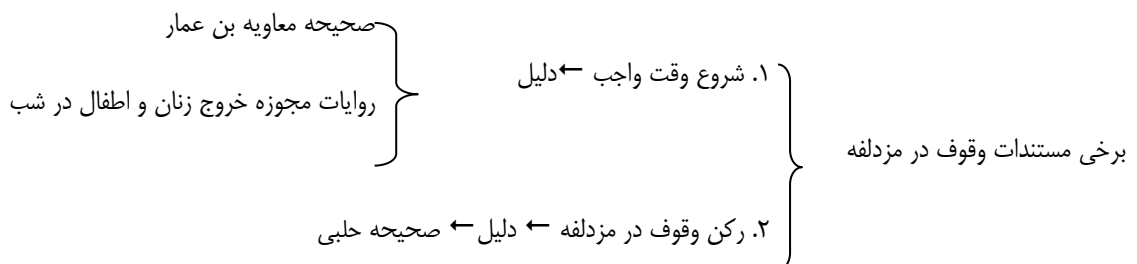 برخی مستندات وقوف در مزدلفه
۱. شروع وقت واجب ←دلیل
صحیحه معاویه بن عمار
روایات مجوزه خروج زنان و اطفال در شب
۲. رکن وقوف در مزدلفه ← دلیل← صحیحه حلبی